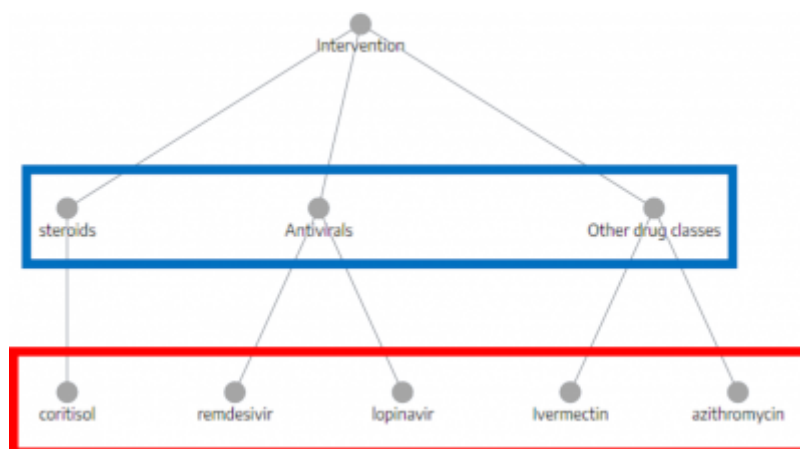 Intervention
steroids
Antivirals
Other drug classes
coritisol
remdesivir
lopinavir
Ivermectin
azithromycin